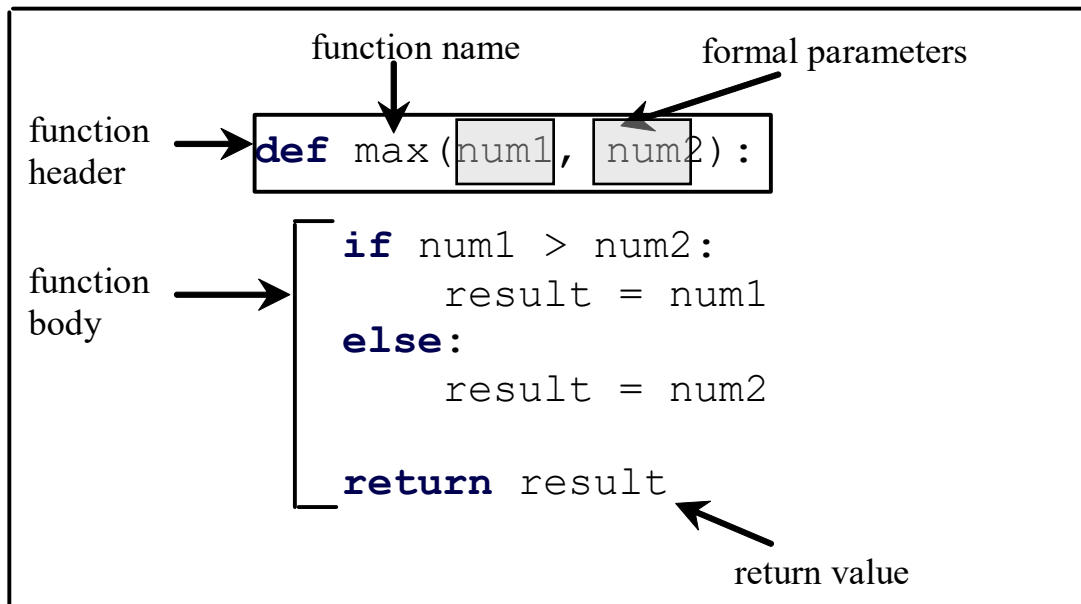 function name
formal parameters
function
header
def max(num1, num2):
function
body
if num1 > num2:
result = num1
else:
result = num2
return result
return value